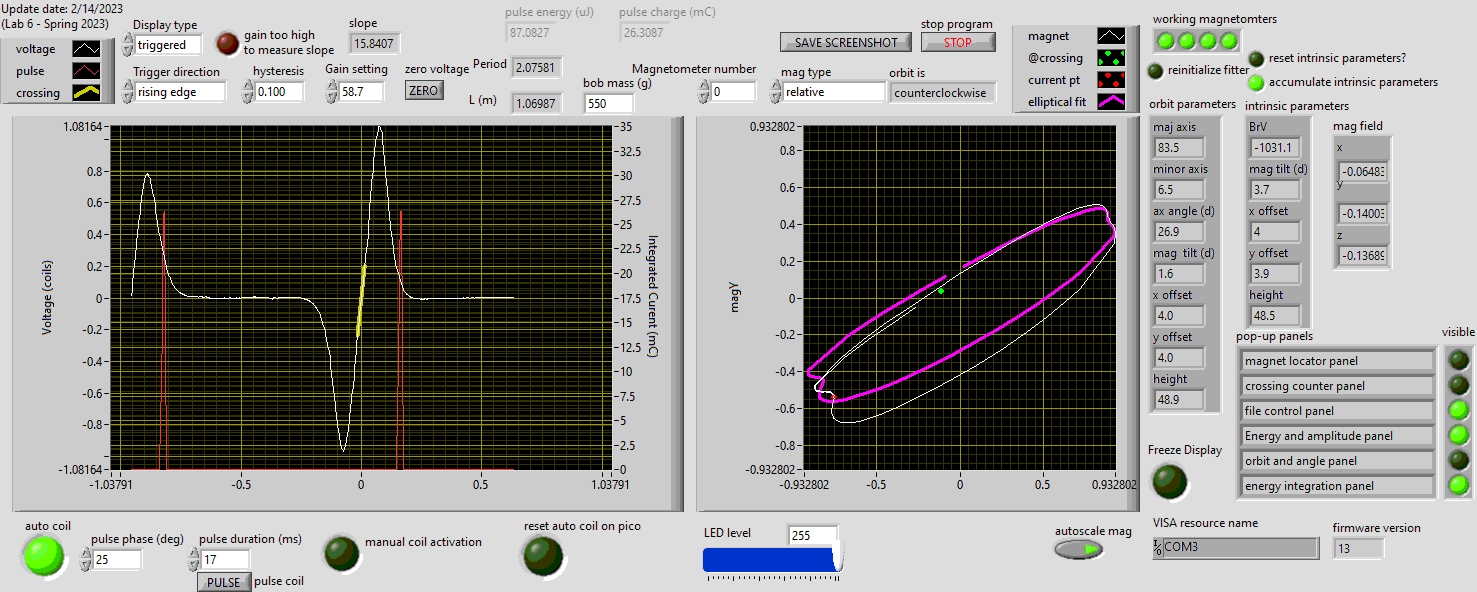 Update date: 2/14/2023
(Lab 6 - Spring 2023)
voltage
pulse
crossing
Display type
triggered
gain too high
to measure slope
slope
15.8407
Trigger direction
rising edge
hysteresis
0.100
Gain setting
58.7
zero voltage
ZERO
pulse energy (uJ)
87.0827
pulse charge (mC)
26.3087
Period
2.07581
L (m)
1.06987
bob mass (g)
550
Magnetometer number
0
mag type
relative
orbit is
counterclockwise
SAVE SCREENSHOT
stop program
STOP
magnet
@crossing
current pt
elliptical fit
working magnetomters
reinitialize fitter
reset intrinsic parameters?
accumulate intrinsic parameters
orbit parameters
maj axis
83.5
minor axis
6.5
ax angle (d)
26.9
mag tilt (d)
1.6
x offset
4.0
y offset
4.0
height
48.9
intrinsic parameters
BrV
-1031.1
mag tilt (d)
3.7
x offset
4
y offset
3.9
height
48.5
mag field
x
-0.0648
y
-0.1400
z
-0.1368
Voltage (coils)
1.08164
0.8
0.6
0.4
0.2
0
-0.2
-0.4
-0.6
-0.8
-1.08164
-1.03791
-0.5
0
0.5
1.03791
35
32.5
30
27.5
25
22.5
20
17.5
15
12.5
10
7.5
5
2.5
0
Integrated Curent (mC)
magY
0.932802
0.8
0.6
0.4
0.2
0
-0.2
-0.4
-0.6
-0.8
-0.932802
-0.932802
-0.5
0
0.5
0.932802
pop-up panels
visible
magnet locator panel
crossing counter panel
file control panel
Energy and amplitude panel
orbit and angle panel
energy integration panel
Freeze Display
auto coil
pulse phase (deg)
25
pulse duration (ms)
17
PULSE
pulse coil
manual coil activation
reset auto coil on pico
LED level
255
autoscale mag
VISA resource name
COM3
firmware version
13